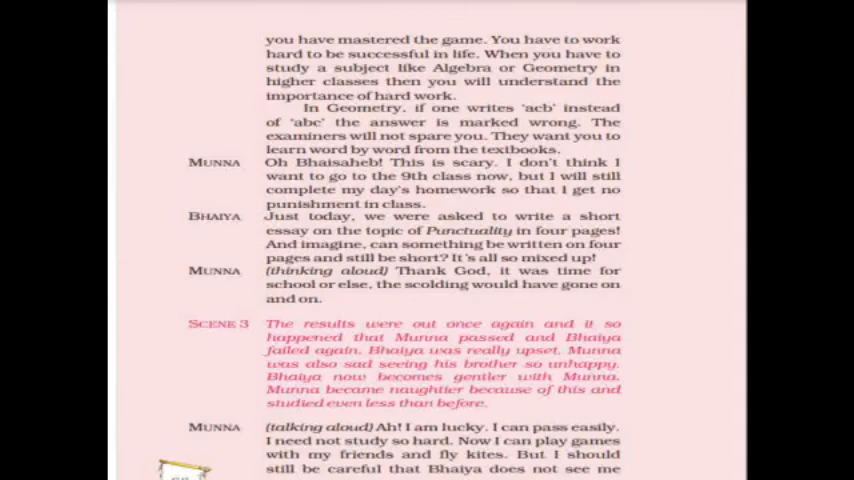 you have mastered the game. You have to work
hard to be successful in life. When you have to
study a subject like Algebra or Geometry in
higher classes then you will understand the
importance of hard work.
In Geometry, if one writes 'acb' instead
of 'abc' the answer is marked wrong. The
examiners will not spare you. They want you to
learn word by word from the textbooks.
MUNNA Oh Bhaisaheb! This is scary. I don't think I
want to go to the 9th class now, but I will still
complete my day's homework so that I get no
punishment in class.
BHAIYA Just today, we were asked to write a short
essay on the topic of Punctuality in four pages!
And imagine, can something be written on four
pages and still be short? It's all so mixed up!
MUNNA (thinking aloud) Thank God, it was time for
school or else, the scolding would have gone on
and on.
SCENE 3 The results were out once again and it so
happened that Munna passed and Bhaiya
failed again. Bhaiya was really upset. Munna
was also sad seeing his brother so unhappy.
Bhaiya now becomes gentler with Munna.
Munna became naughtier because of this and
studied even less than before.
MUNNA (talking aloud) Ah! I am lucky. I can pass easily.
I need not study so hard. Now I can play games
with my friends and fly kites. But I should
still be careful that Bhaiya does not see me